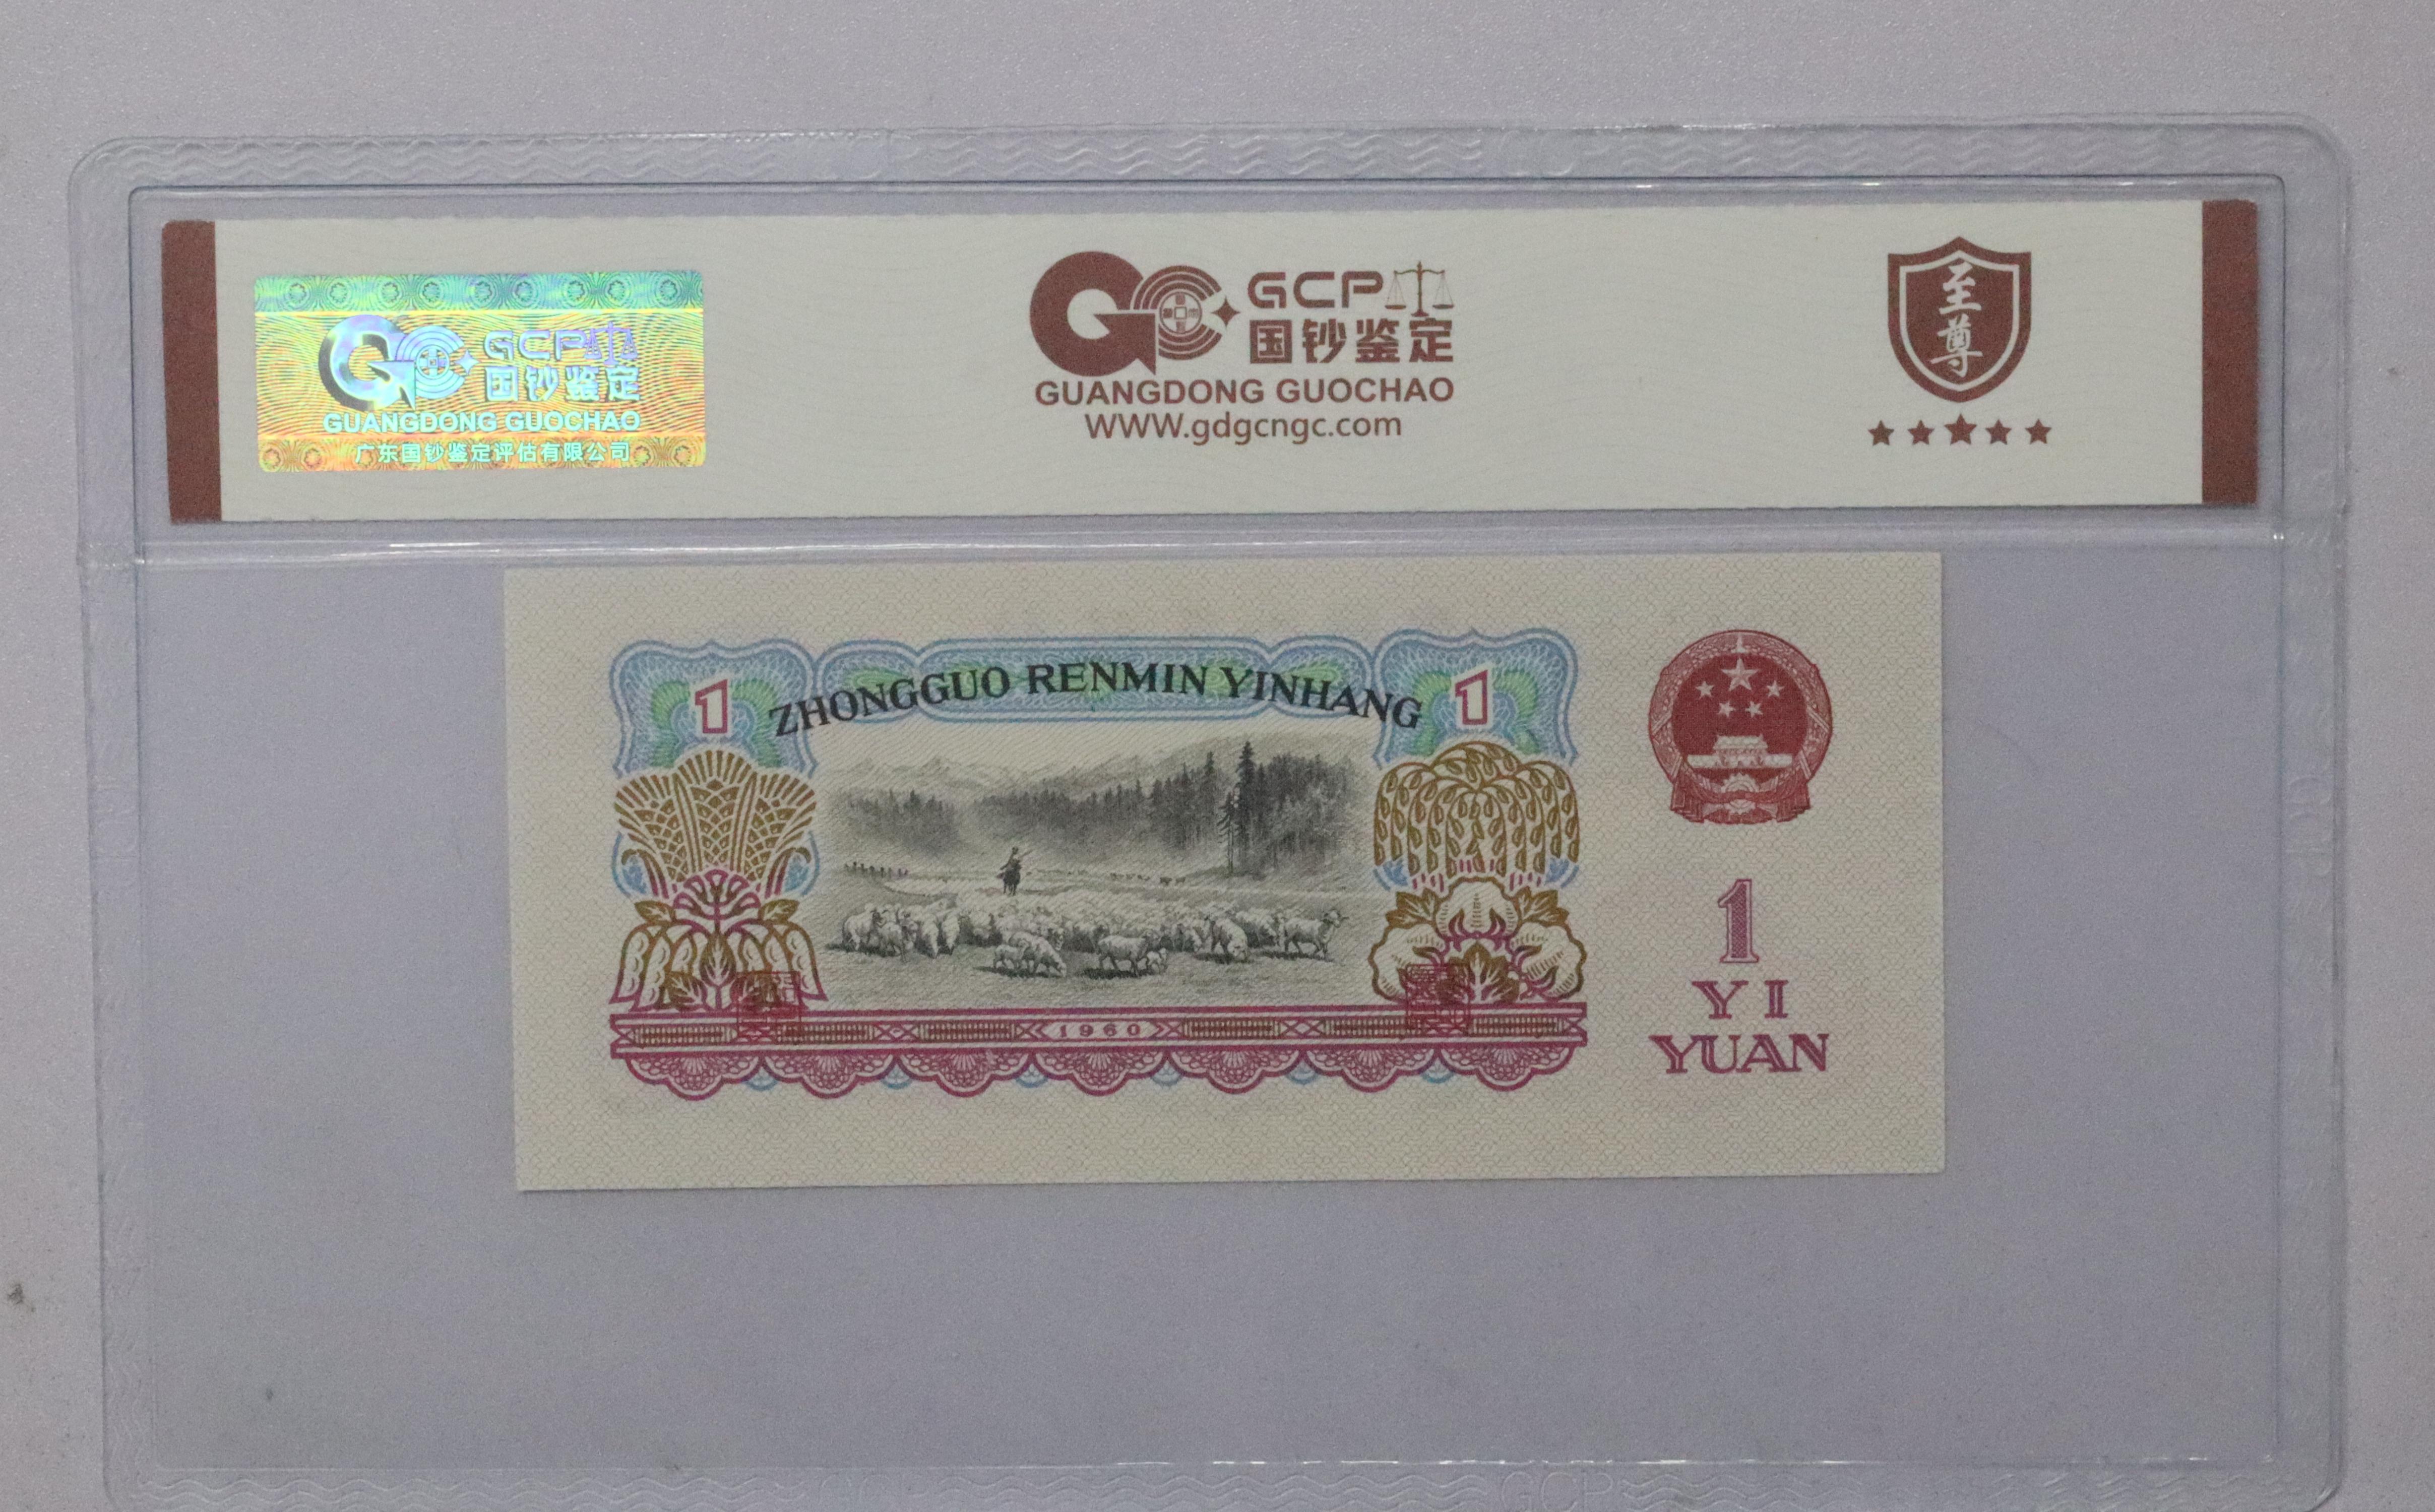 GCP
国钞鉴定
GUANGDONG GUOCHAO
广东国钞鉴定评估有限公司
GCP
国钞鉴定
GUANGDONG GUOCHAO
WWW.gdgcngc.com
至尊
1 ZHONGGUO RENMIN YINHANG 1
1960
1
YI
YUAN
GCP